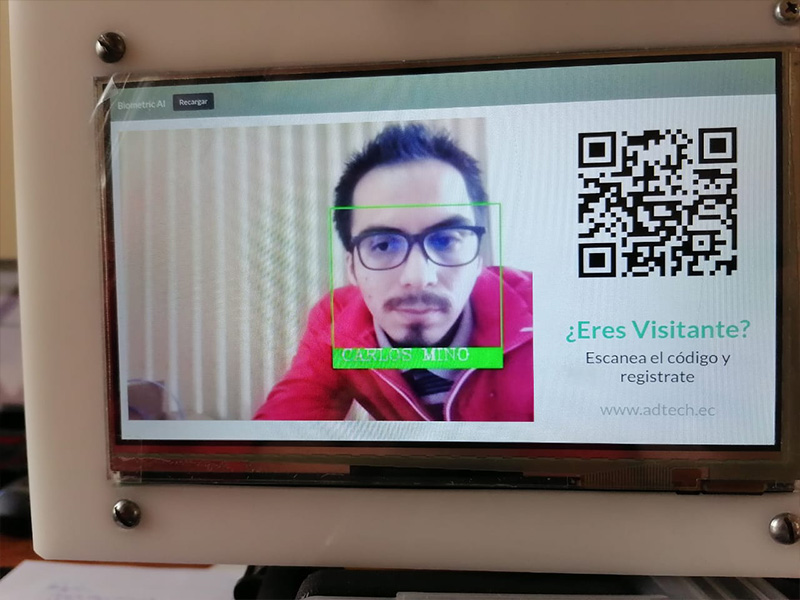 Biometric AI
Recargar
CARLOS MINO
¿Eres Visitante?
Escanea el código y
registrate
www.adtech.ec